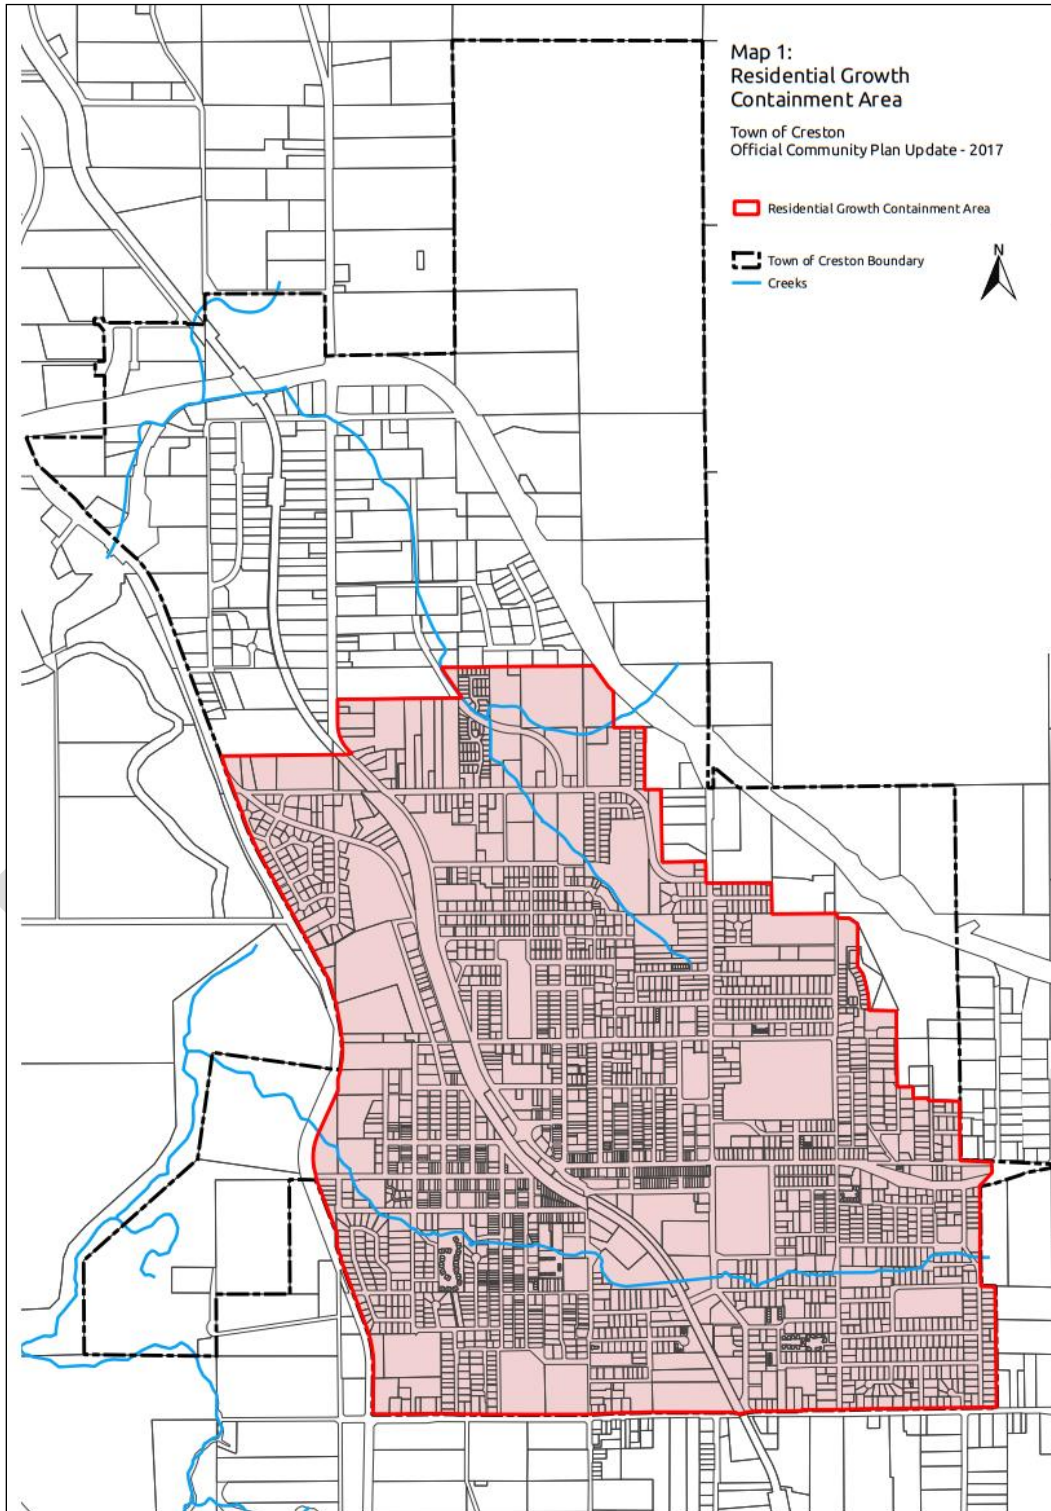 Map 1:
Residential Growth
Containment Area
Town of Creston
Official Community Plan Update - 2017
Residential Growth Containment Area
Town of Creston Boundary
Creeks
N